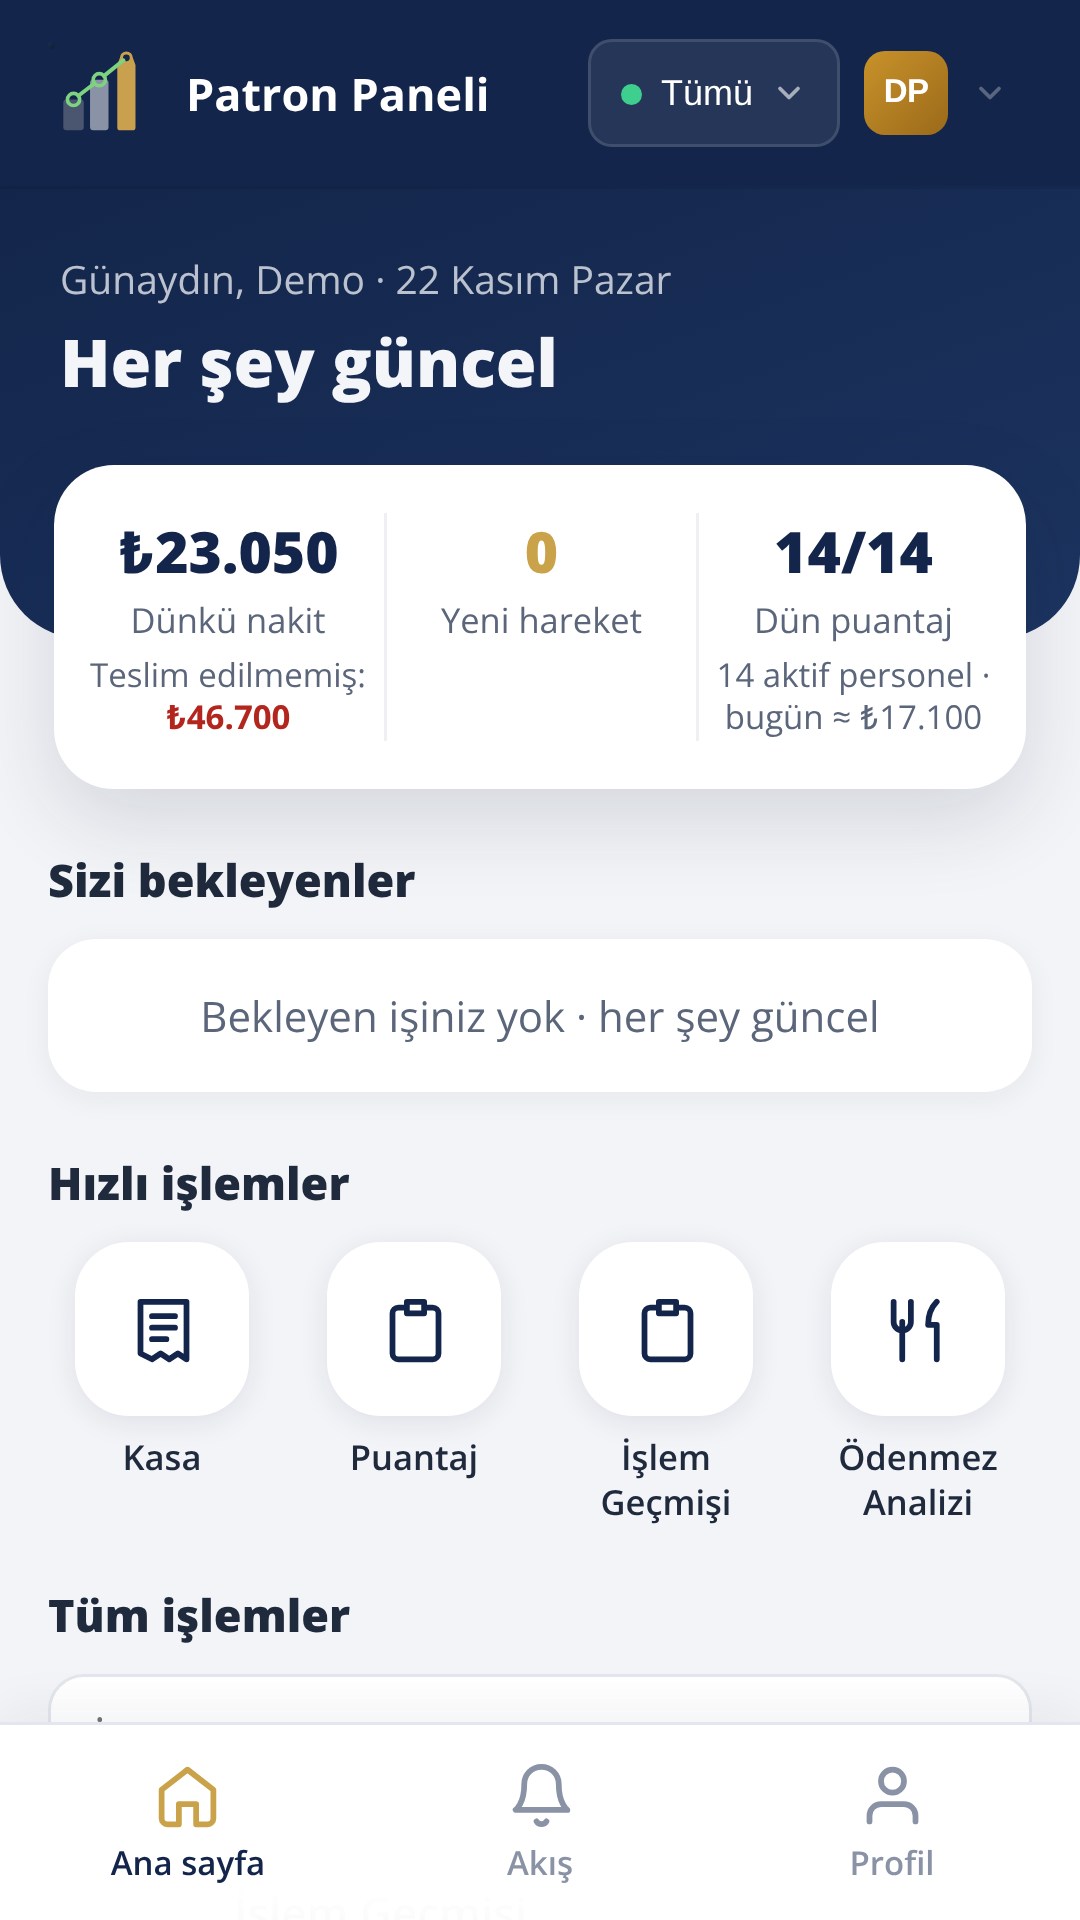 Patron Paneli
Tümü
DP
Günaydın, Demo · 22 Kasım Pazar
Her şey güncel
₺23.050
Dünkü nakit
Teslim edilmemiş:
₺46.700
0
Yeni hareket
14/14
Dün puantaj
14 aktif personel ·
bugün ≈ ₺17.100
Sizi bekleyenler
Bekleyen işiniz yok · her şey güncel
Hızlı işlemler
Kasa
Puantaj
İşlem
Geçmişi
Ödenmez
Analizi
Tüm işlemler
Ana sayfa
Akış
Profil
İşlem Geçmişi